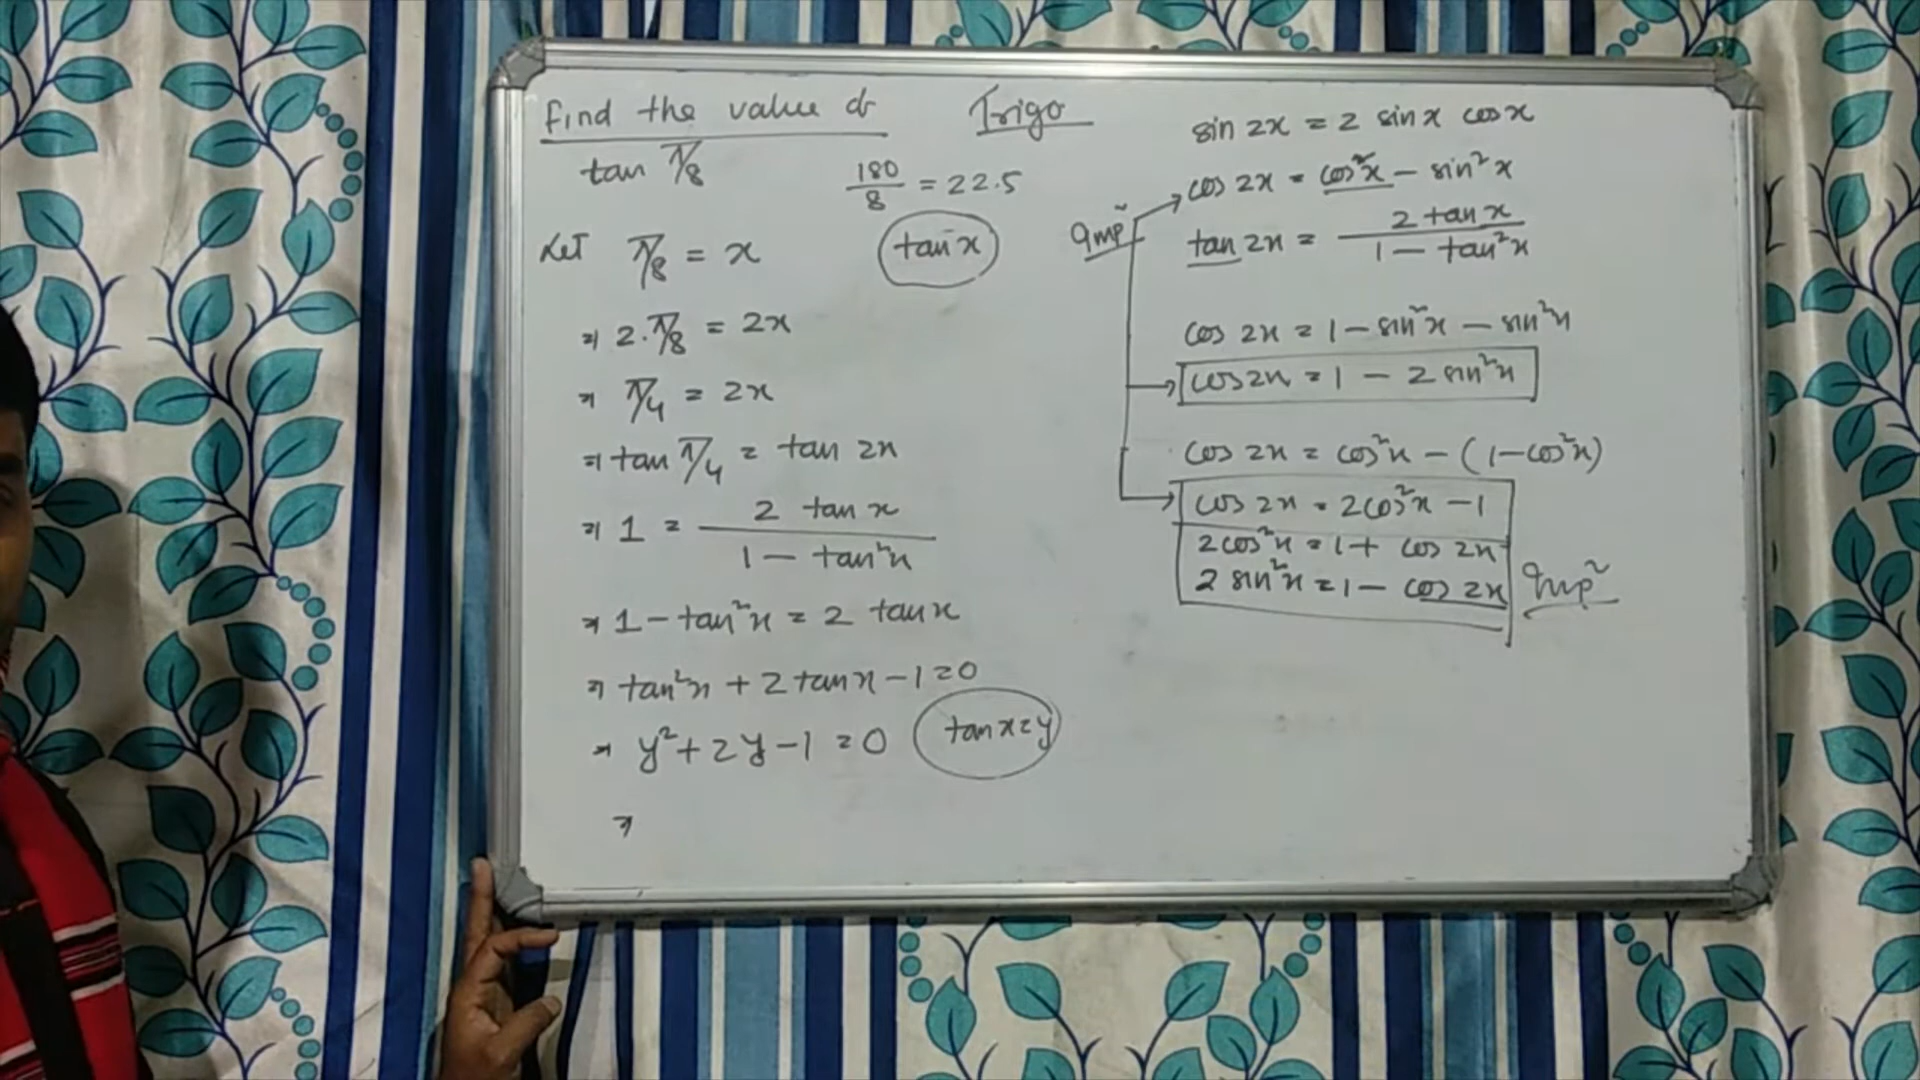 find the value of
Trigo
tan π/8
180/8 = 22.5
Let π/8 = x
tan x
⇒ 2.π/8 = 2x
⇒ π/4 = 2x
⇒ tan π/4 = tan 2x
⇒ 1 = 2 tan x / 1 - tan²x
⇒ 1 - tan²x = 2 tan x
⇒ tan²x + 2 tan x - 1 = 0
⇒ y² + 2y - 1 = 0
tan x = y
⇒
sin 2x = 2 sin x cos x
cos 2x = cos²x - sin²x
Imp
tan 2x = 2 tan x / 1 - tan²x
cos 2x = 1 - sin²x - sin²x
cos 2x = 1 - 2 sin²x
cos 2x = cos²x - (1 - cos²x)
cos 2x = 2cos²x - 1
2cos²x = 1 + cos 2x
2 sin²x = 1 - cos 2x
Imp